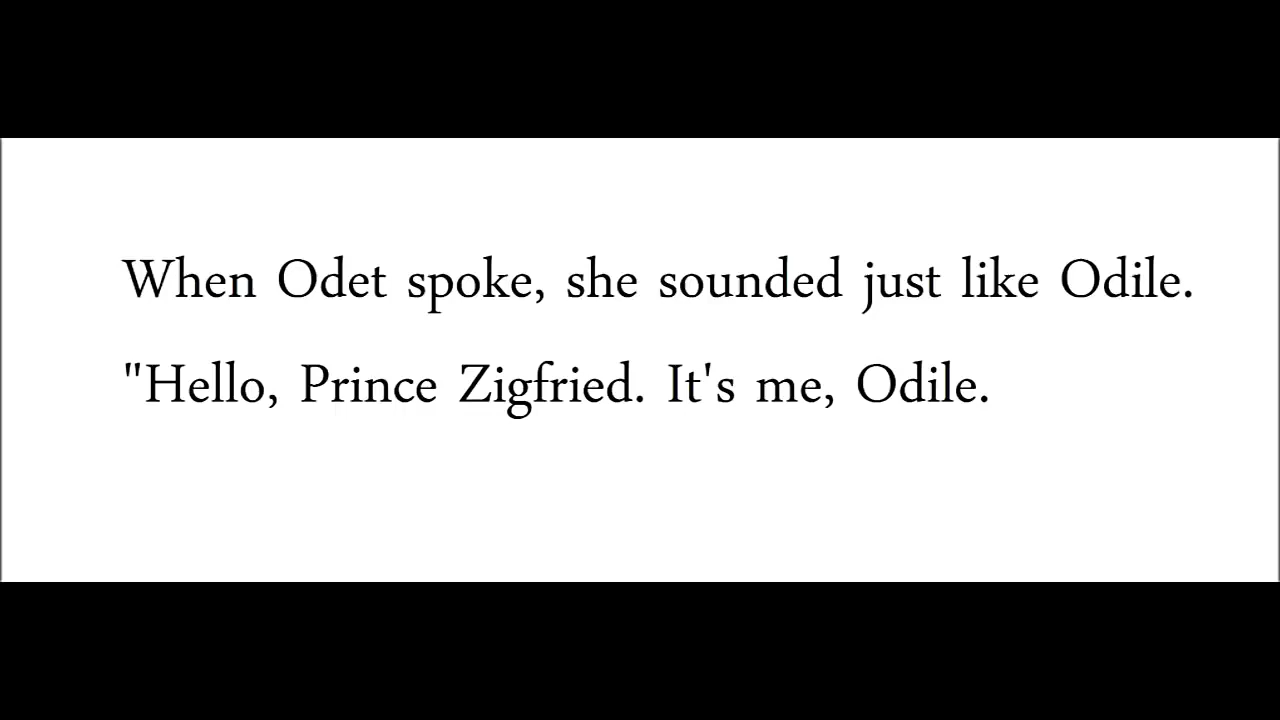 When Odet spoke, she sounded just like Odile.
"Hello, Prince Zigfried. It's me, Odile.